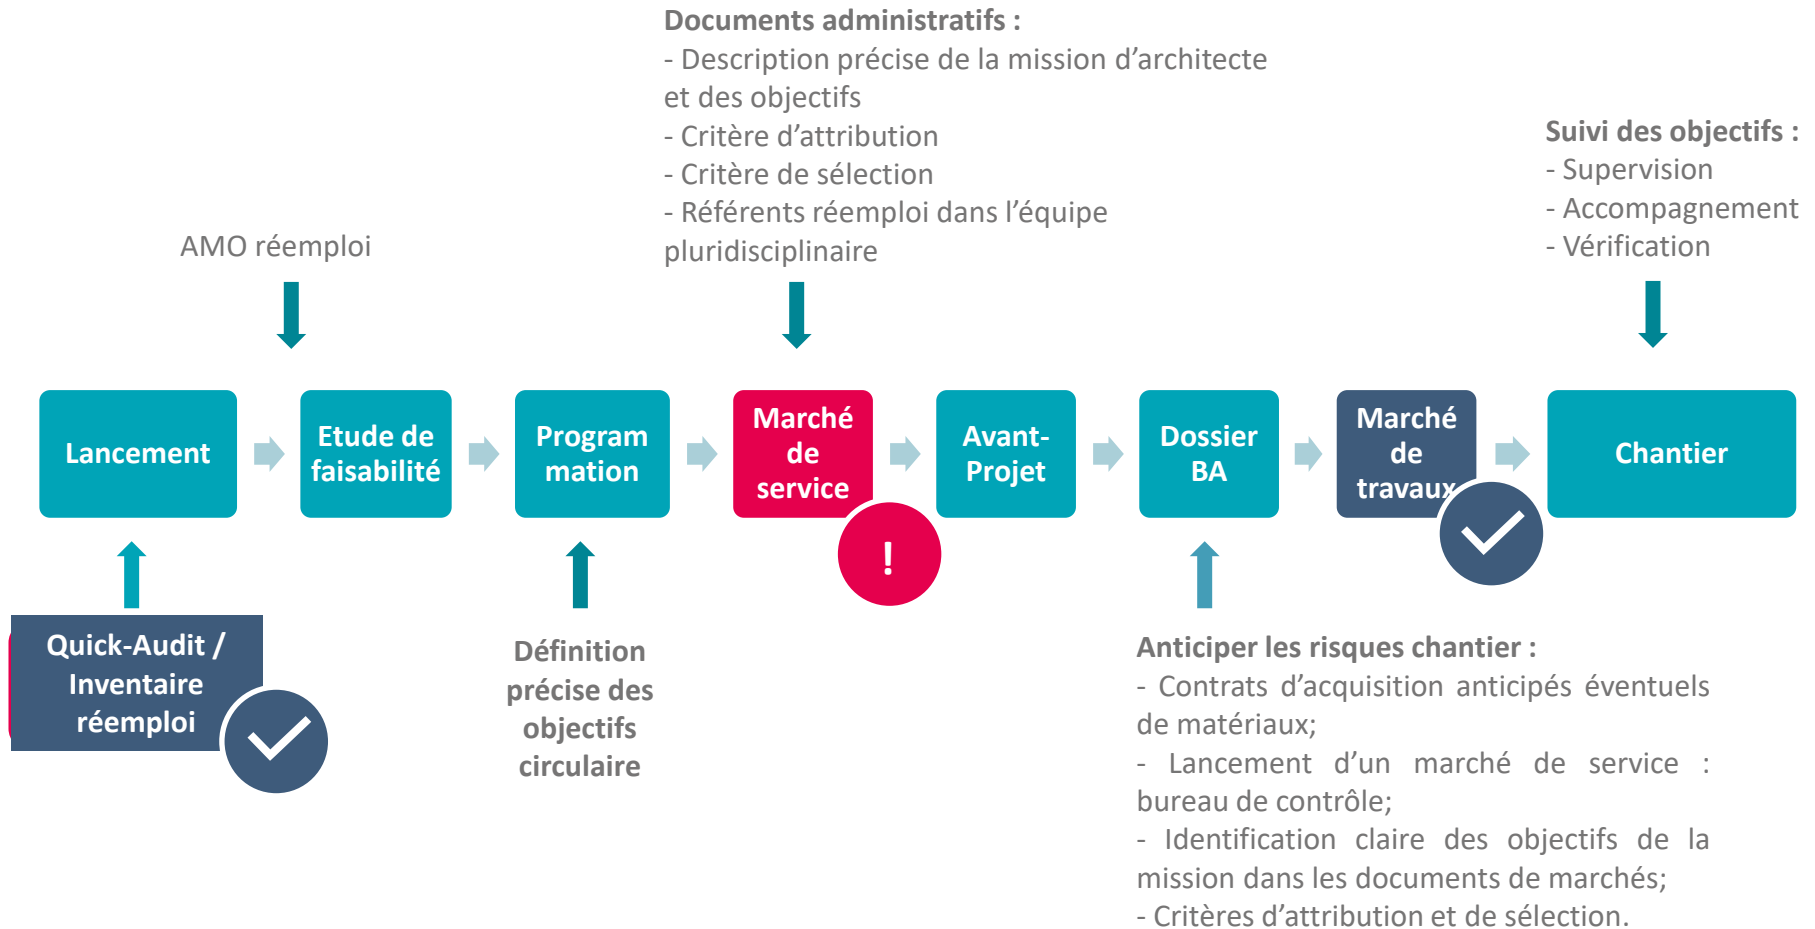 Documents administratifs :
- Description précise de la mission d’architecte
et des objectifs
- Critère d’attribution
- Critère de sélection
- Référents réemploi dans l’équipe
pluridisciplinaire
Suivi des objectifs :
- Supervision
- Accompagnement
- Vérification
AMO réemploi
Lancement
Etude de
faisabilité
Program
mation
Marché
de
service
!
Avant-
Projet
Dossier
BA
Marché
de
travaux
Chantier
Quick-Audit /
Inventaire
réemploi
Définition
précise des
objectifs
circulaire
Anticiper les risques chantier :
- Contrats d’acquisition anticipés éventuels
de matériaux;
- Lancement d’un marché de service :
bureau de contrôle;
- Identification claire des objectifs de la
mission dans les documents de marchés;
- Critères d’attribution et de sélection.